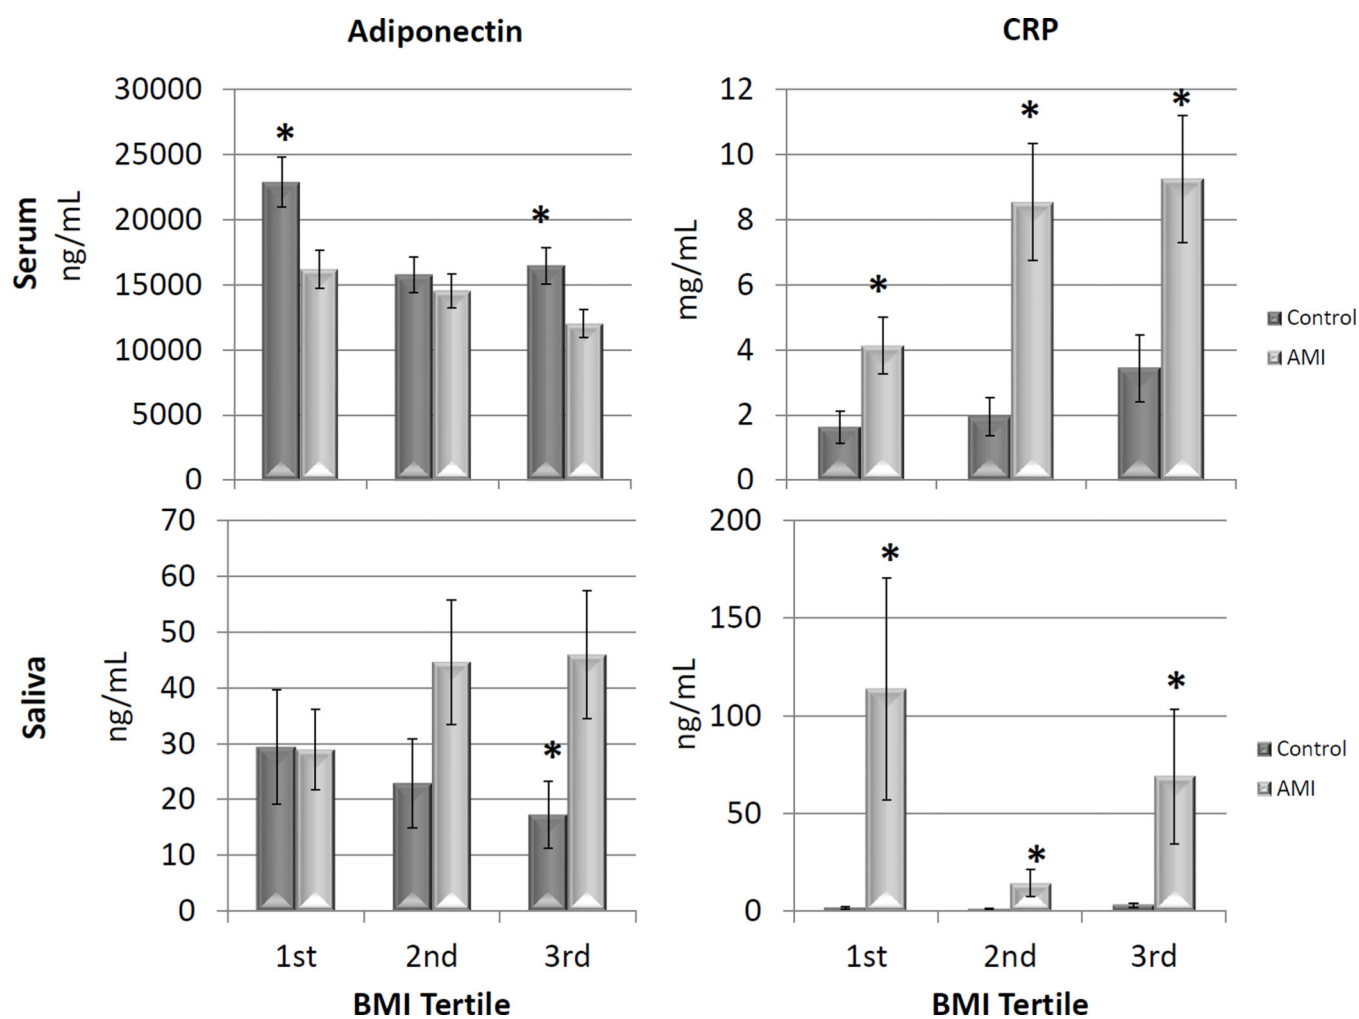 Adiponectin
CRP
Serum
ng/mL
30000
25000
20000
15000
10000
5000
0
*
*
mg/mL
12
10
8
6
4
2
0
*
*
*
Control
AMI
Saliva
ng/mL
70
60
50
40
30
20
10
0
*
1st
2nd
3rd
BMI Tertile
ng/mL
200
150
100
50
0
*
*
*
1st
2nd
3rd
BMI Tertile
Control
AMI